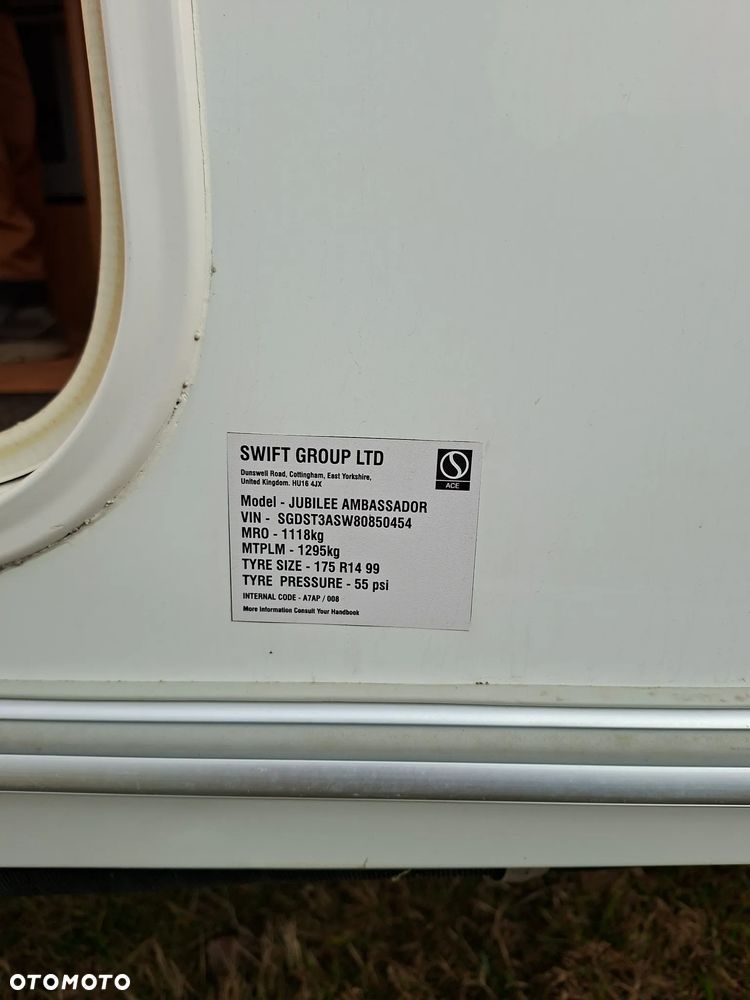 SWIFT GROUP LTD
Dunswell Road, Cottingham, East Yorkshire,
United Kingdom. HU16 4JX
ACE
Model - JUBILEE AMBASSADOR
VIN - SGDST3ASW80850454
MRO - 1118kg
MTPLM - 1295kg
TYRE SIZE - 175 R14 99
TYRE PRESSURE - 55 psi
INTERNAL CODE - A7AP / 008
More Information Consult Your Handbook
OTOMOTO